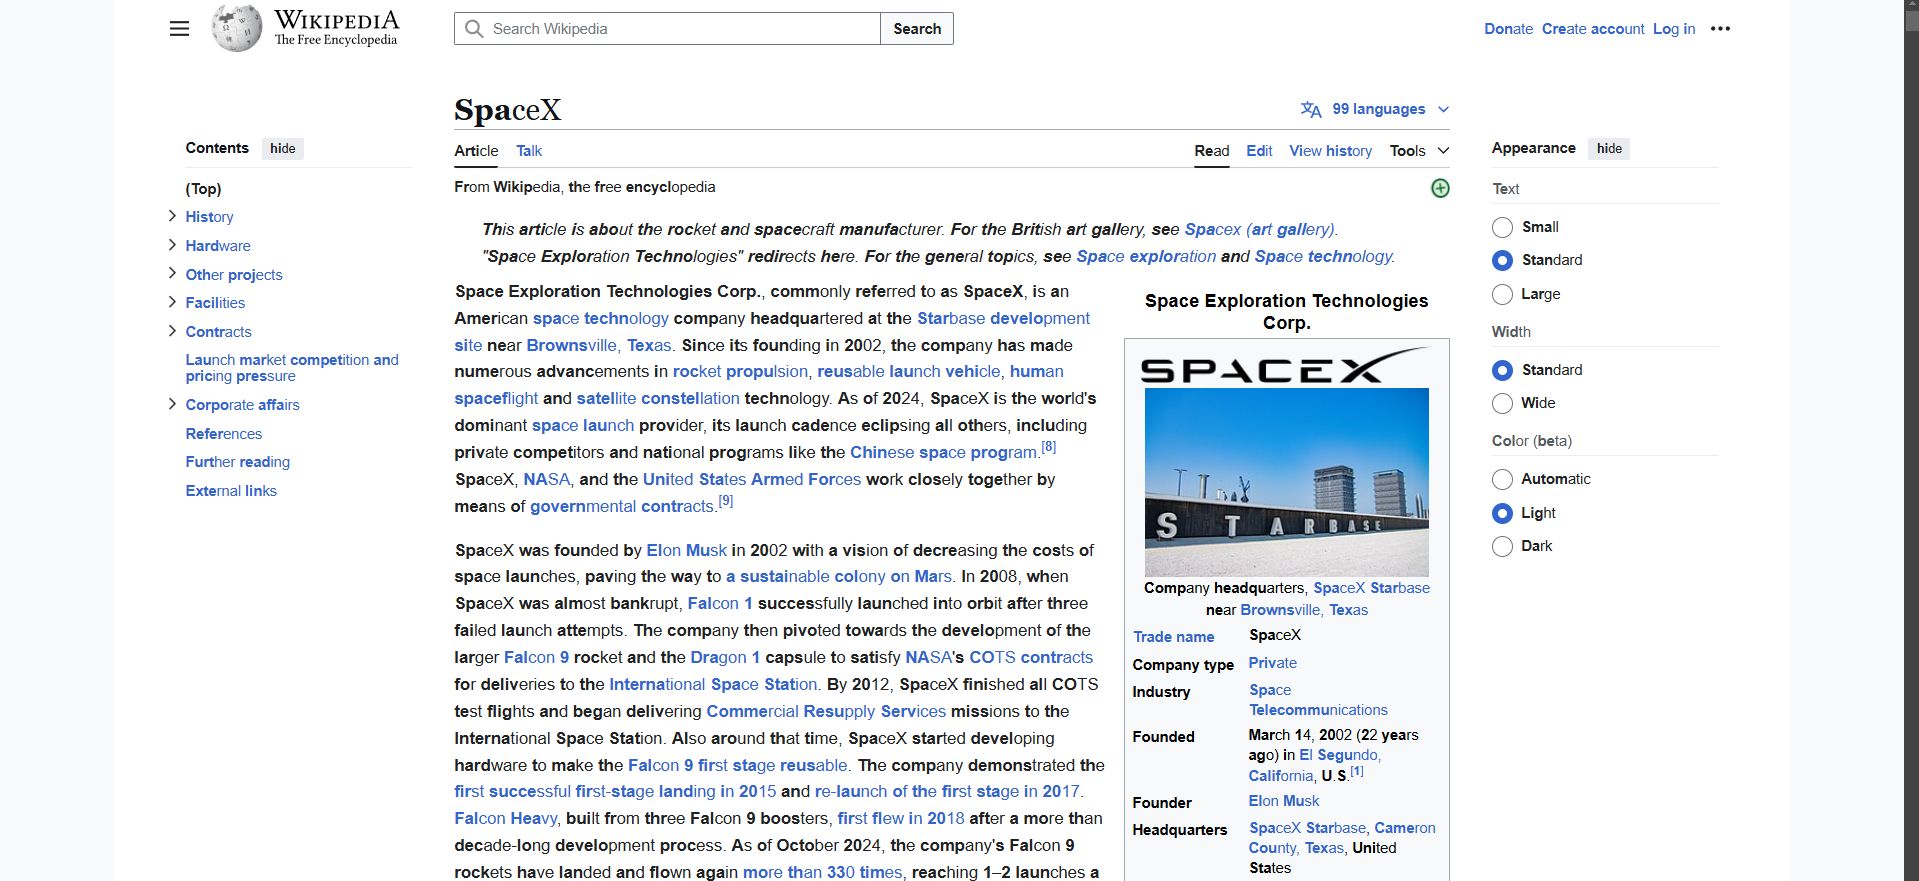 WIKIPEDIA
The Free Encyclopedia
Search Wikipedia
Search
Donate Create account Log in
Contents hide
(Top)
History
Hardware
Other projects
Facilities
Contracts
Launch market competition and
pricing pressure
Corporate affairs
References
Further reading
External links
SpaceX
99 languages
Article Talk
Read Edit View history Tools
From Wikipedia, the free encyclopedia
This article is about the rocket and spacecraft manufacturer. For the British art gallery, see Spacex (art gallery).
"Space Exploration Technologies" redirects here. For the general topics, see Space exploration and Space technology.
Space Exploration Technologies Corp., commonly referred to as SpaceX, is an
American space technology company headquartered at the Starbase development
site near Brownsville, Texas. Since its founding in 2002, the company has made
numerous advancements in rocket propulsion, reusable launch vehicle, human
spaceflight and satellite constellation technology. As of 2024, SpaceX is the world's
dominant space launch provider, its launch cadence eclipsing all others, including
private competitors and national programs like the Chinese space program.[8]
SpaceX, NASA, and the United States Armed Forces work closely together by
means of governmental contracts.[9]
SpaceX was founded by Elon Musk in 2002 with a vision of decreasing the costs of
space launches, paving the way to a sustainable colony on Mars. In 2008, when
SpaceX was almost bankrupt, Falcon 1 successfully launched into orbit after three
failed launch attempts. The company then pivoted towards the development of the
larger Falcon 9 rocket and the Dragon 1 capsule to satisfy NASA's COTS contracts
for deliveries to the International Space Station. By 2012, SpaceX finished all COTS
test flights and began delivering Commercial Resupply Services missions to the
International Space Station. Also around that time, SpaceX started developing
hardware to make the Falcon 9 first stage reusable. The company demonstrated the
first successful first-stage landing in 2015 and re-launch of the first stage in 2017.
Falcon Heavy, built from three Falcon 9 boosters, first flew in 2018 after a more than
decade-long development process. As of October 2024, the company's Falcon 9
rockets have landed and flown again more than 330 times, reaching 1–2 launches a
Space Exploration Technologies
Corp.
SPACEX
STARBASE
Company headquarters, SpaceX Starbase
near Brownsville, Texas
Trade name SpaceX
Company type Private
Industry Space
Telecommunications
Founded March 14, 2002 (22 years
ago) in El Segundo,
California, U.S.[1]
Founder Elon Musk
Headquarters SpaceX Starbase, Cameron
County, Texas, United
States
Appearance hide
Text
Small
Standard
Large
Width
Standard
Wide
Color (beta)
Automatic
Light
Dark